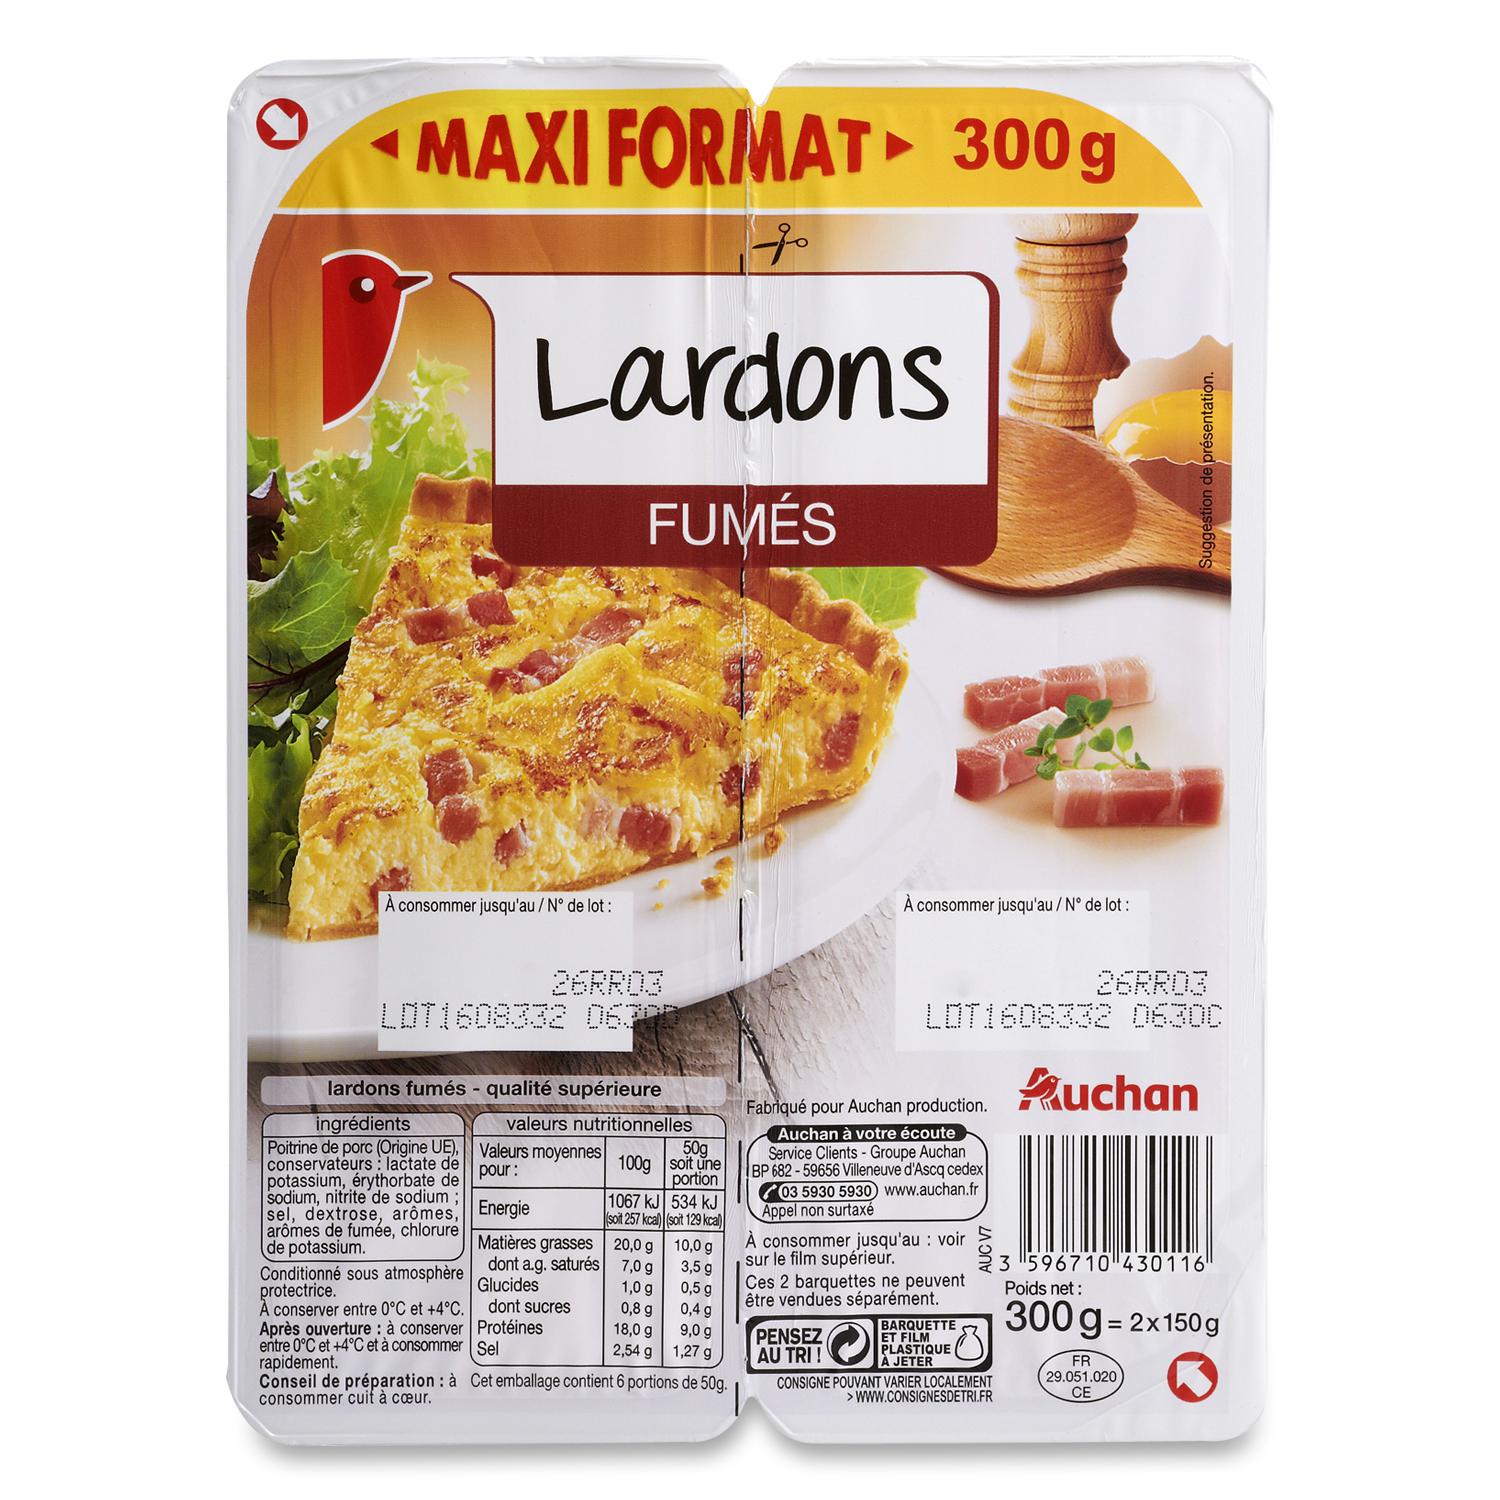 MAXI FORMAT 300g
Lardons
FUMÉS
Suggestion de présentation.
À consommer jusqu'au / N° de lot :
26RR03
LOT1608332 0630D
À consommer jusqu'au / N° de lot :
26RR03
LOT1608332 0630C
lardons fumés - qualité supérieure
ingrédients
Poitrine de porc (Origine UE),
conservateurs : lactate de
potassium, érythorbate de
sodium, nitrite de sodium ;
sel, dextrose, arômes,
arômes de fumée, chlorure
de potassium.
Conditionné sous atmosphère
protectrice.
À conserver entre 0°C et +4°C.
Après ouverture : à conserver
entre 0°C et +4°C et à consommer
rapidement.
Conseil de préparation : à
consommer cuit à cœur.
valeurs nutritionnelles
Valeurs moyennes pour : 100g 50g soit une portion
Energie 1067 kJ (soit 257 kcal) 534 kJ (soit 129 kcal)
Matières grasses 20,0 g 10,0 g
dont a.g. saturés 7,0 g 3,5 g
Glucides 1,0 g 0,5 g
dont sucres 0,8 g 0,4 g
Protéines 18,0 g 9,0 g
Sel 2,54 g 1,27 g
Cet emballage contient 6 portions de 50g.
Fabriqué pour Auchan production.
Auchan à votre écoute
Service Clients - Groupe Auchan
BP 682 - 59656 Villeneuve d'Ascq cedex
03 5930 5930 www.auchan.fr
Appel non surtaxé
À consommer jusqu'au : voir
sur le film supérieur.
Ces 2 barquettes ne peuvent
être vendues séparément.
PENSEZ
AU TRI !
BARQUETTE
ET FILM
PLASTIQUE
À JETER
CONSIGNE POUVANT VARIER LOCALEMENT
> WWW.CONSIGNESDETRI.FR
Auchan
AUC V7
3 596710 430116
Poids net :
300 g = 2 x 150 g
FR
29.051.020
CE